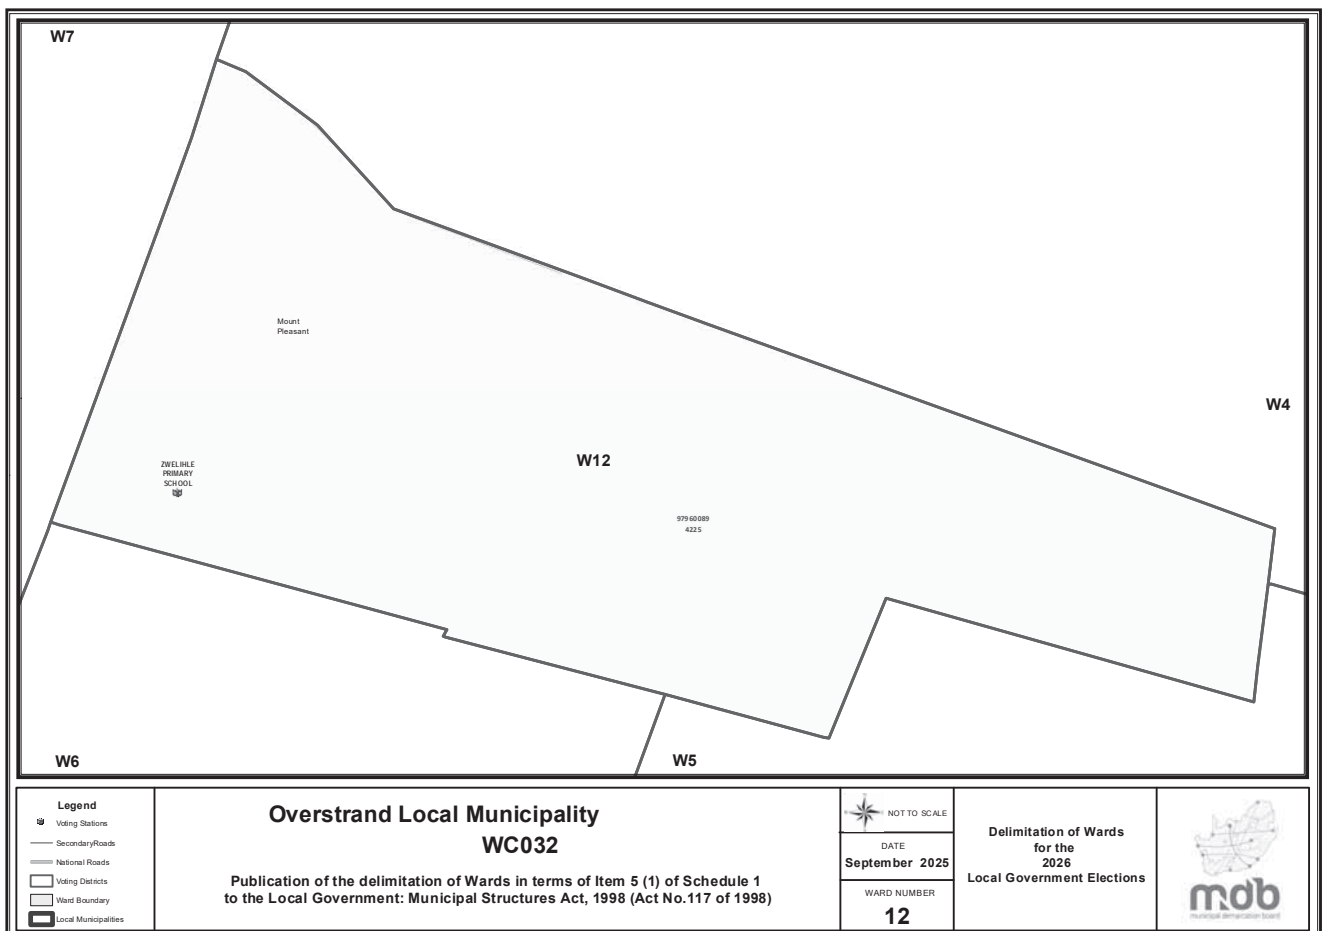 W7
Mount
Pleasant
W4
ZWELIHLE
PRIMARY
SCHOOL
W12
97960089
4225
W6
W5
Legend
Voting Stations
SecondaryRoads
National Roads
Voting Districts
Ward Boundary
Local Municipalities
Overstrand Local Municipality
WC032
Publication of the delimitation of Wards in terms of Item 5 (1) of Schedule 1
to the Local Government: Municipal Structures Act, 1998 (Act No.117 of 1998)
NOT TO SCALE
DATE
September 2025
WARD NUMBER
12
Delimitation of Wards
for the
2026
Local Government Elections
mdb
municipal demarcation board